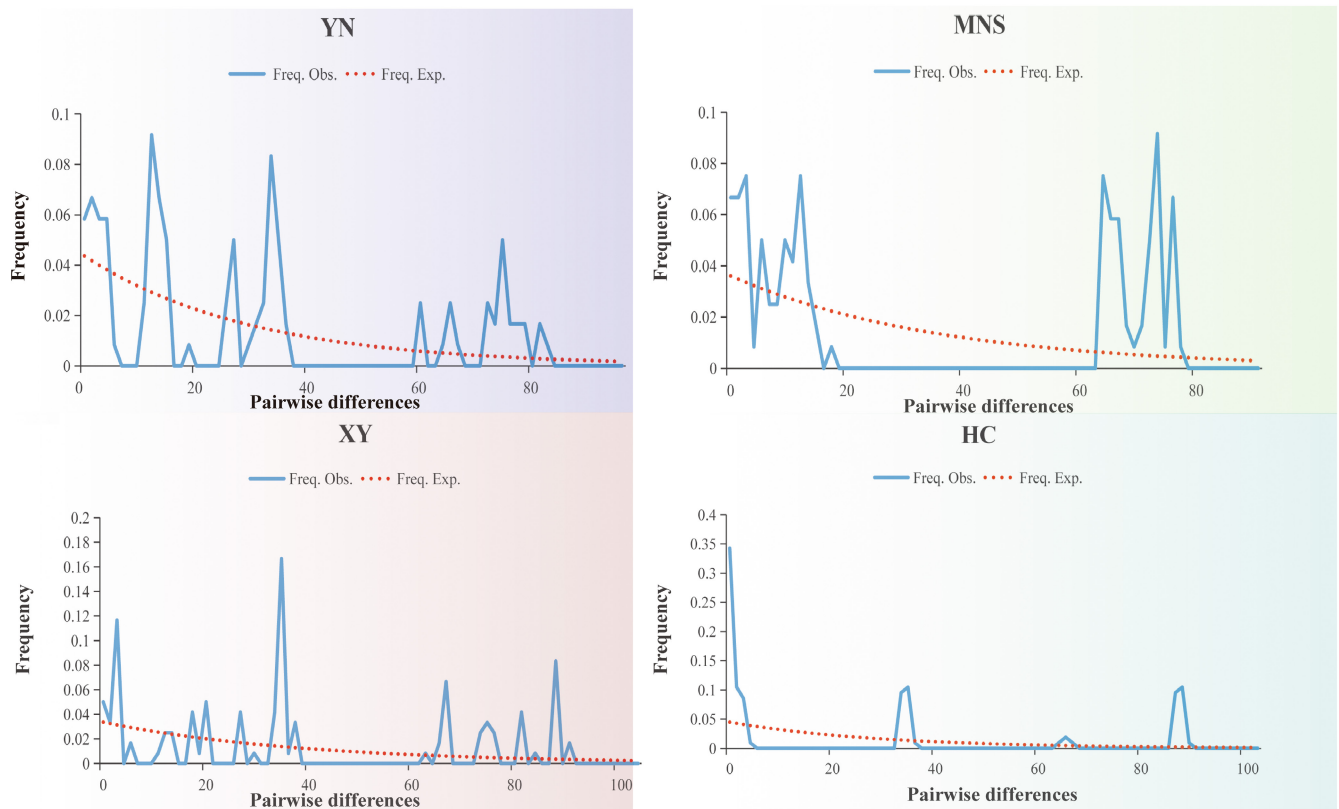 YN
Freq. Obs. Freq. Exp.
0.1
0.08
0.06
0.04
0.02
0
Frequency
0 20 40 60 80
Pairwise differences
MNS
Freq. Obs. Freq. Exp.
0.1
0.08
0.06
0.04
0.02
0
Frequency
0 20 40 60 80
Pairwise differences
XY
Freq. Obs. Freq. Exp.
0.2
0.18
0.16
0.14
0.12
0.1
0.08
0.06
0.04
0.02
0
Frequency
0 20 40 60 80 100
Pairwise differences
HC
Freq. Obs. Freq. Exp.
0.4
0.35
0.3
0.25
0.2
0.15
0.1
0.05
0
Frequency
0 20 40 60 80 100
Pairwise differences